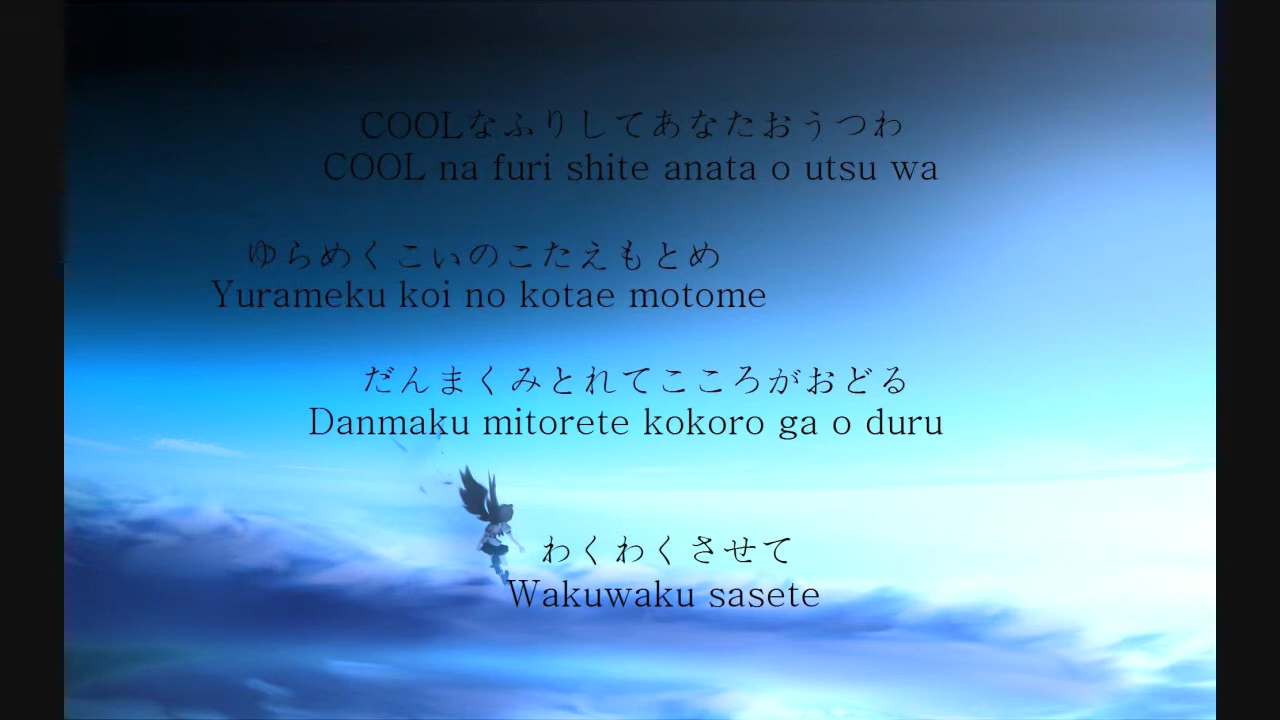 COOLなふりしてあなたおうつわ
COOL na furi shite anata o utsu wa
ゆらめくこいのこたえもとめ
Yurameku koi no kotae motome
だんまくみとれてこころがおどる
Danmaku mitorete kokoro ga o duru
わくわくさせて
Wakuwaku sasete